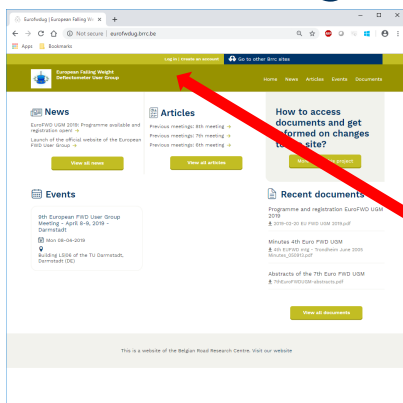 Eurofwdug | European Falling We
Not secure | eurofwdug.brrc.be
Apps Bookmarks
Log in | Create an account
Go to other Brrc sites
European Falling Weight
Deflectometer User Group
Home News Articles Events Documents
News
EuroFWD UGM 2019: Programme available and
registration open! →
Launch of the official website of the European
FWD User Group →
View all news
Articles
Previous meetings: 8th meeting →
Previous meetings: 7th meeting →
Previous meetings: 6th meeting →
View all articles
How to access
documents and get
informed on changes
to site?
project
Events
9th European FWD User Group
Meeting - April 8-9, 2019 -
Darmstadt
Mon 08-04-2019
Building L5|06 of the TU Darmstadt,
Darmstadt (DE)
Recent documents
Programme and registration EuroFWD UGM
2019
2019-02-20 EU FWD UGM 2019.pdf
Minutes 4th Euro FWD UGM
4th EUFWD mtg - Trondheim June 2005
Minutes_030913.pdf
Abstracts of the 7th Euro FWD UGM
7thEuroFWDUGM-abstracts.pdf
View all documents
This is a website of the Belgian Road Research Centre. Visit our website